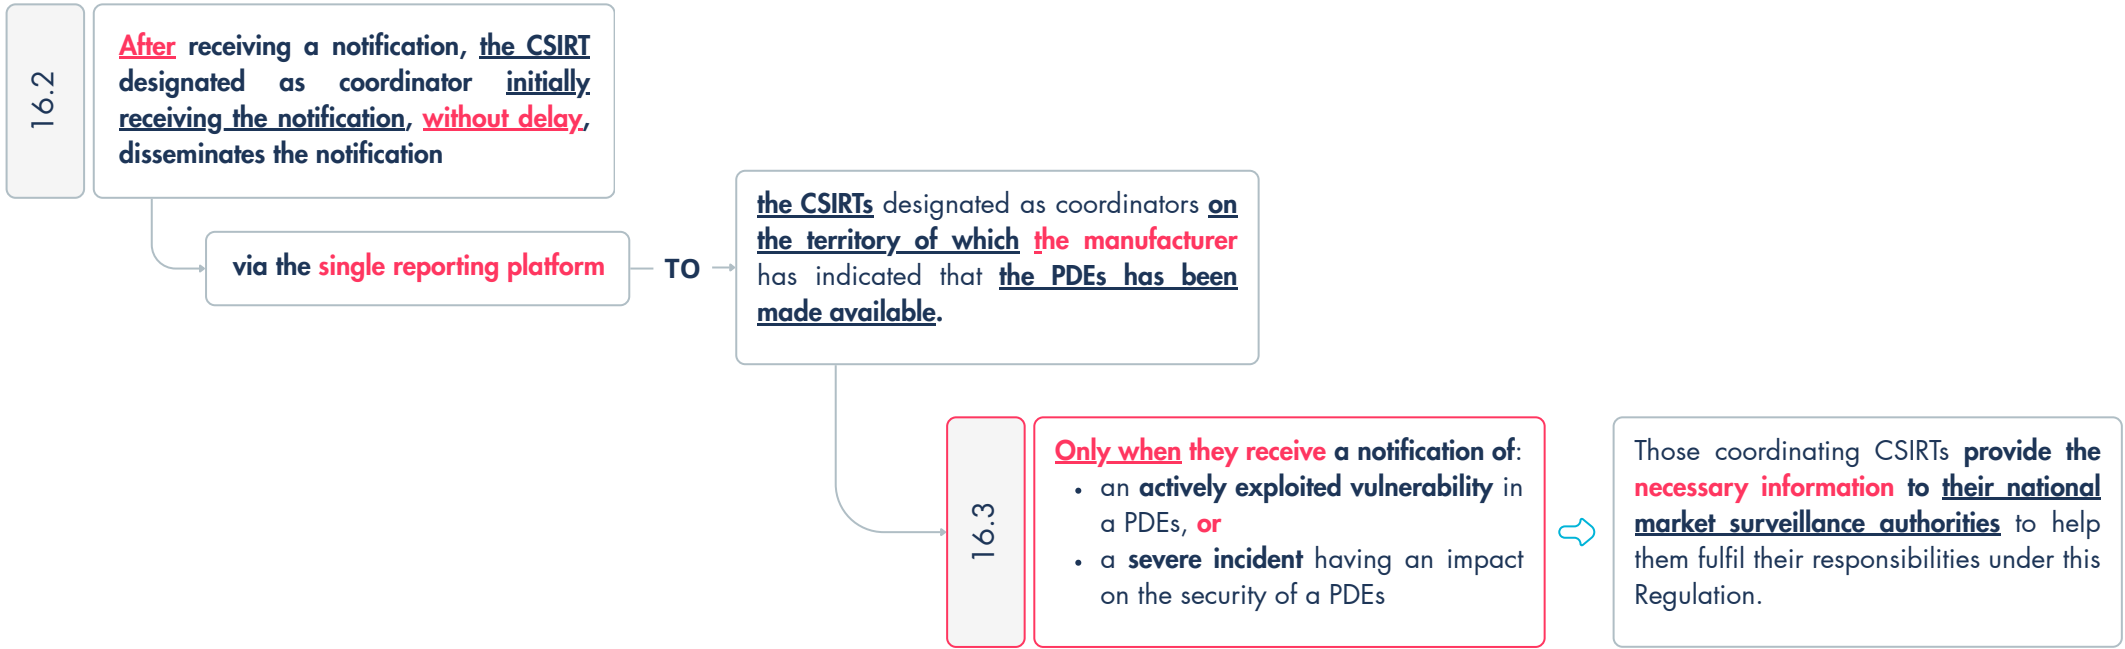 16.2
After receiving a notification, the CSIRT
designated as coordinator initially
receiving the notification, without delay,
disseminates the notification
via the single reporting platform
TO
the CSIRTs designated as coordinators on
the territory of which the manufacturer
has indicated that the PDEs has been
made available.
16.3
Only when they receive a notification of:
• an actively exploited vulnerability in
a PDEs, or
• a severe incident having an impact
on the security of a PDEs
Those coordinating CSIRTs provide the
necessary information to their national
market surveillance authorities to help
them fulfil their responsibilities under this
Regulation.